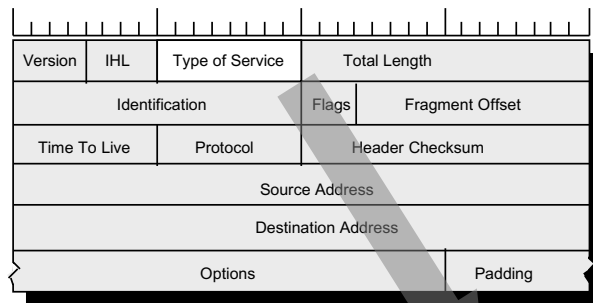 Version IHL Type of Service Total Length
Identification Flags Fragment Offset
Time To Live Protocol Header Checksum
Source Address
Destination Address
Options Padding